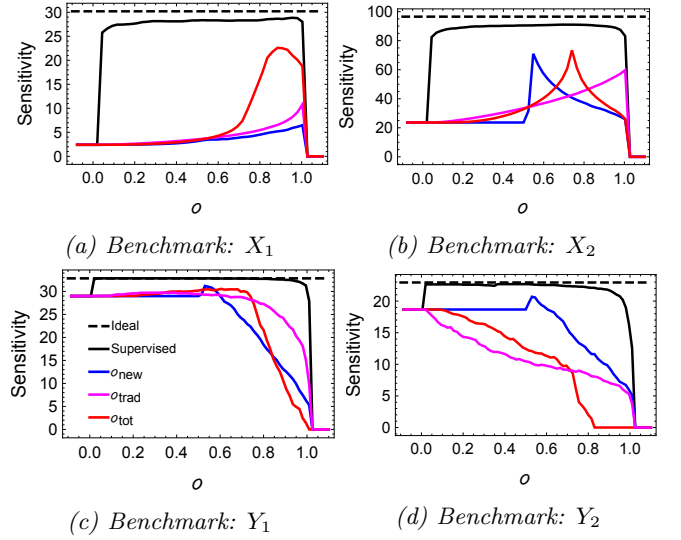 30
25
20
15
10
5
0
Sensitivity
0.0 0.2 0.4 0.6 0.8 1.0
o
(a) Benchmark: X1
100
80
60
40
20
0
Sensitivity
0.0 0.2 0.4 0.6 0.8 1.0
o
(b) Benchmark: X2
30
25
20
15
10
5
0
Sensitivity
Ideal
Supervised
o new
o trad
o tot
0.0 0.2 0.4 0.6 0.8 1.0
o
(c) Benchmark: Y1
20
15
10
5
0
Sensitivity
0.0 0.2 0.4 0.6 0.8 1.0
o
(d) Benchmark: Y2